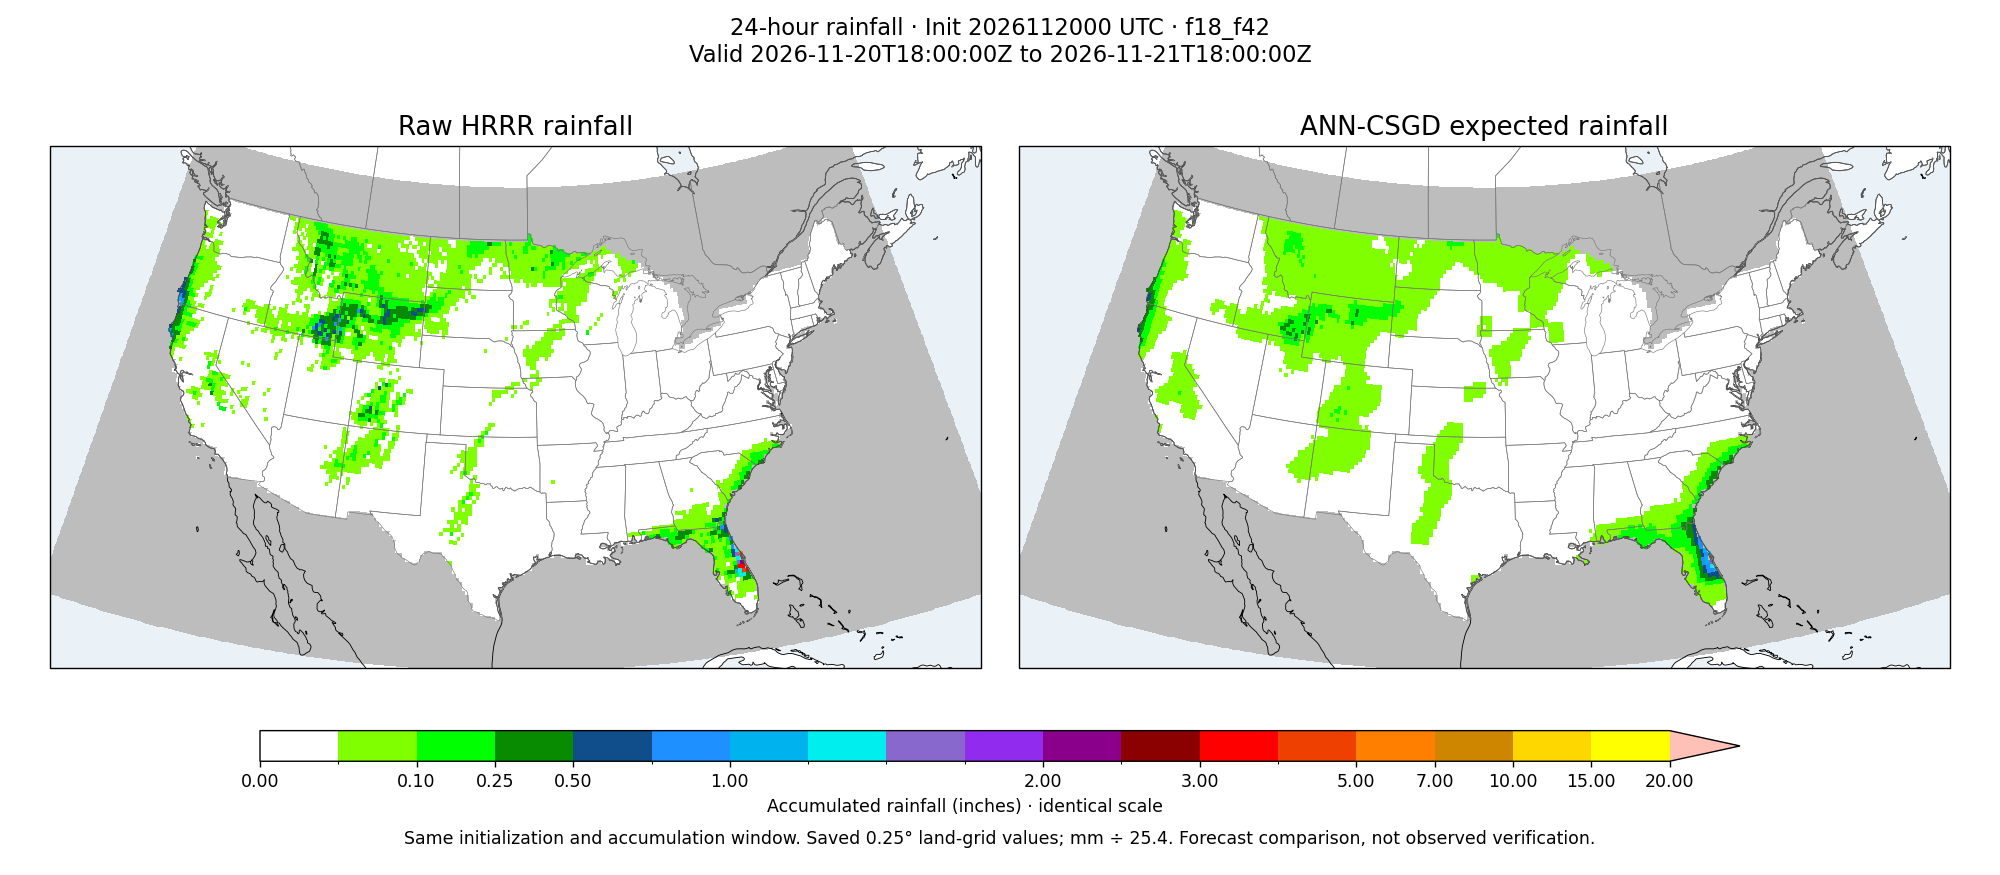 24-hour rainfall · Init 2026112000 UTC · f18_f42
Valid 2026-11-20T18:00:00Z to 2026-11-21T18:00:00Z
Raw HRRR rainfall
ANN-CSGD expected rainfall
0.00 0.10 0.25 0.50 1.00 2.00 3.00 5.00 7.00 10.00 15.00 20.00
Accumulated rainfall (inches) · identical scale
Same initialization and accumulation window. Saved 0.25° land-grid values; mm ÷ 25.4. Forecast comparison, not observed verification.